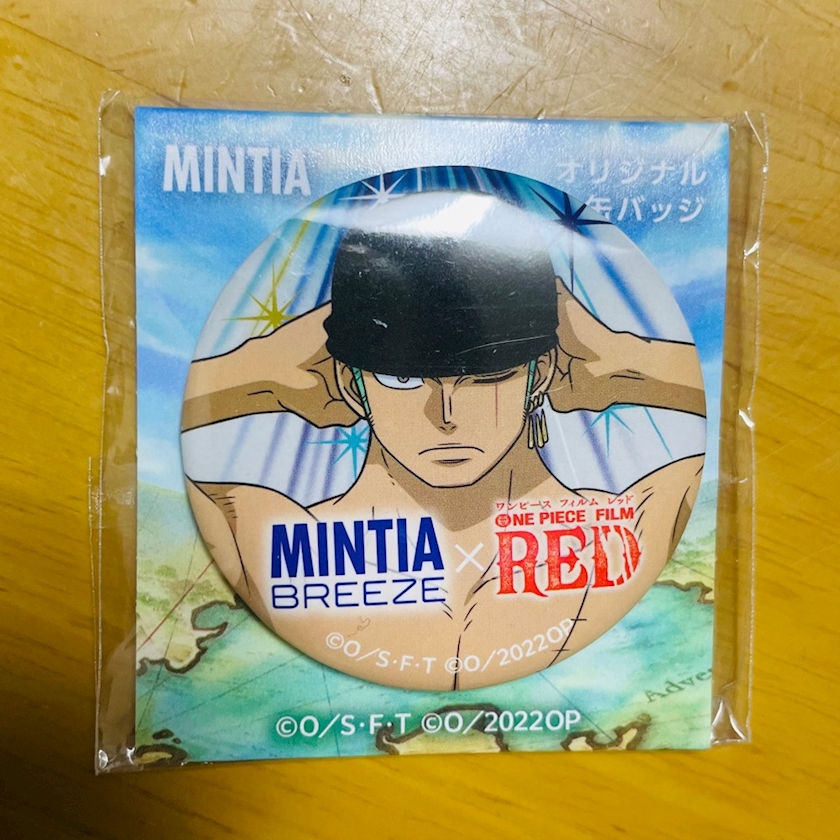 MINTIA
オリジナル
缶バッジ
MINTIA
BREEZE
×
ワンピース フィルム レッド
ONE PIECE FILM
RED
©O/S・F・T ©O/2022OP
©O/S・F・T ©O/2022OP
Adve